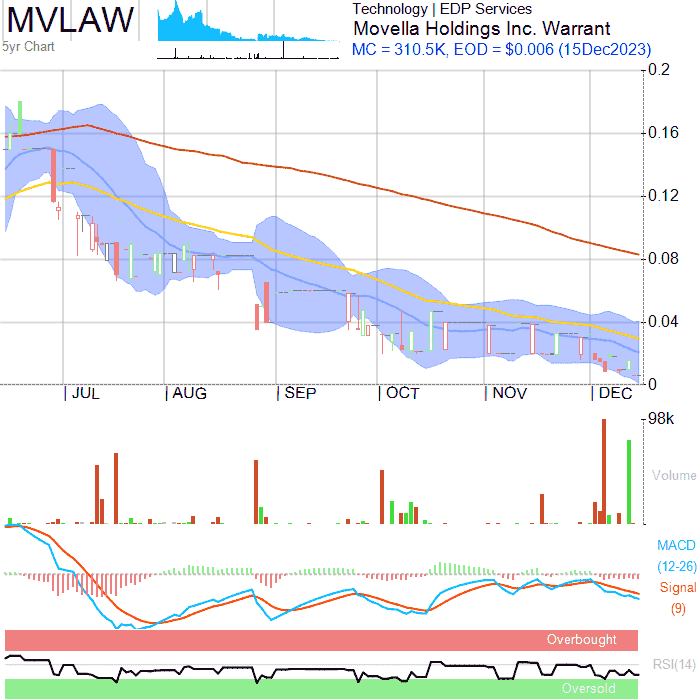 MVLAW
5yr Chart
Technology | EDP Services
Movella Holdings Inc. Warrant
MC = 310.5K, EOD = $0.006 (15Dec2023)
0.2
0.16
0.12
0.08
0.04
0
JUL AUG SEP OCT NOV DEC
98k
Volume
MACD
(12-26)
Signal
(9)
Overbought
RSI(14)
Oversold